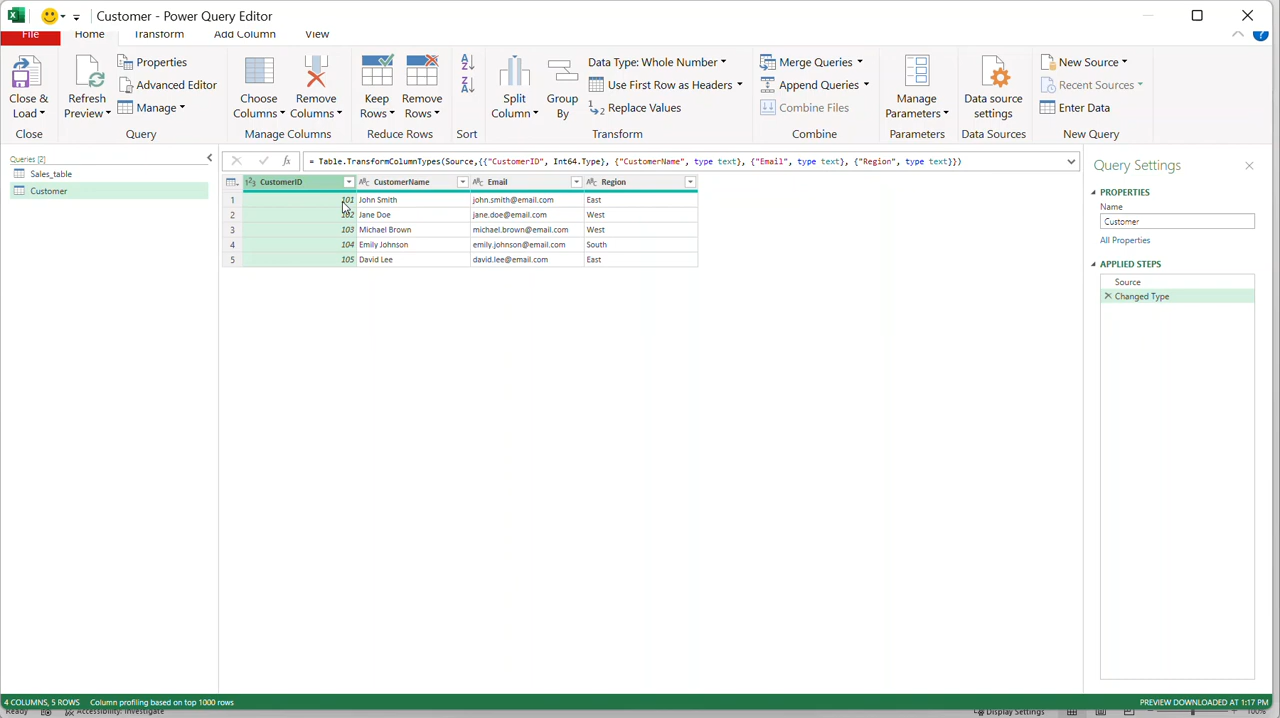 Customer - Power Query Editor
File Home Transform Add Column View
Close & Load
Close
Refresh Preview
Properties
Advanced Editor
Manage
Query
Choose Columns
Remove Columns
Manage Columns
Keep Rows
Remove Rows
Reduce Rows
Sort
Split Column
Group By
Data Type: Whole Number
Use First Row as Headers
Replace Values
Transform
Merge Queries
Append Queries
Combine Files
Combine
Manage Parameters
Parameters
Data source settings
Data Sources
New Source
Recent Sources
Enter Data
New Query
Queries [2]
Sales_table
Customer
fx = Table.TransformColumnTypes(Source,{{"CustomerID", Int64.Type}, {"CustomerName", type text}, {"Email", type text}, {"Region", type text}})
CustomerID CustomerName Email Region
1 101 John Smith john.smith@email.com East
2 102 Jane Doe jane.doe@email.com West
3 103 Michael Brown michael.brown@email.com West
4 104 Emily Johnson emily.johnson@email.com South
5 105 David Lee david.lee@email.com East
Query Settings
PROPERTIES
Name
Customer
All Properties
APPLIED STEPS
Source
Changed Type
4 COLUMNS, 5 ROWS Column profiling based on top 1000 rows
PREVIEW DOWNLOADED AT 1:17 PM
Ready Accessibility: Investigate Display Settings 100%